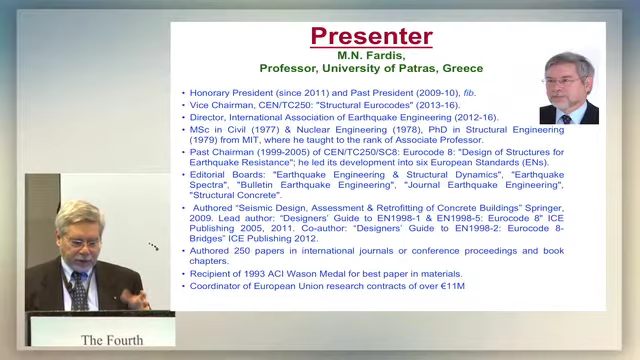 Presenter
M.N. Fardis,
Professor, University of Patras, Greece
• Honorary President (since 2011) and Past President (2009-10), fib.
• Vice Chairman, CEN/TC250: "Structural Eurocodes" (2013-16).
• Director, International Association of Earthquake Engineering (2012-16).
• MSc in Civil (1977) & Nuclear Engineering (1978), PhD in Structural Engineering
(1979) from MIT, where he taught to the rank of Associate Professor.
• Past Chairman (1999-2005) of CEN/TC250/SC8: Eurocode 8: "Design of Structures for
Earthquake Resistance"; he led its development into six European Standards (ENs).
• Editorial Boards: "Earthquake Engineering & Structural Dynamics", "Earthquake
Spectra", "Bulletin Earthquake Engineering", "Journal Earthquake Engineering",
"Structural Concrete".
• Authored "Seismic Design, Assessment & Retrofitting of Concrete Buildings" Springer,
2009. Lead author: "Designers' Guide to EN1998-1 & EN1998-5: Eurocode 8" ICE
Publishing 2005, 2011. Co-author: "Designers' Guide to EN1998-2: Eurocode 8-
Bridges" ICE Publishing 2012.
• Authored 250 papers in international journals or conference proceedings and book
chapters.
• Recipient of 1993 ACI Wason Medal for best paper in materials.
• Coordinator of European Union research contracts of over €11M
The Fourth